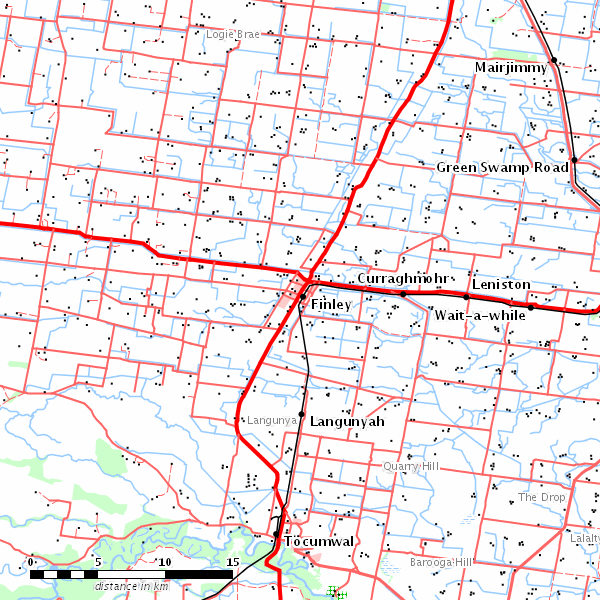 Logie Brae
Mairjimmy
Green Swamp Road
Curraghmohr
Leniston
Finley
Wait-a-while
Langunya
Langunyah
Quarry Hill
The Drop
Lalalty
Tocumwal
Barooga Hill
0 5 10 15
distance in km